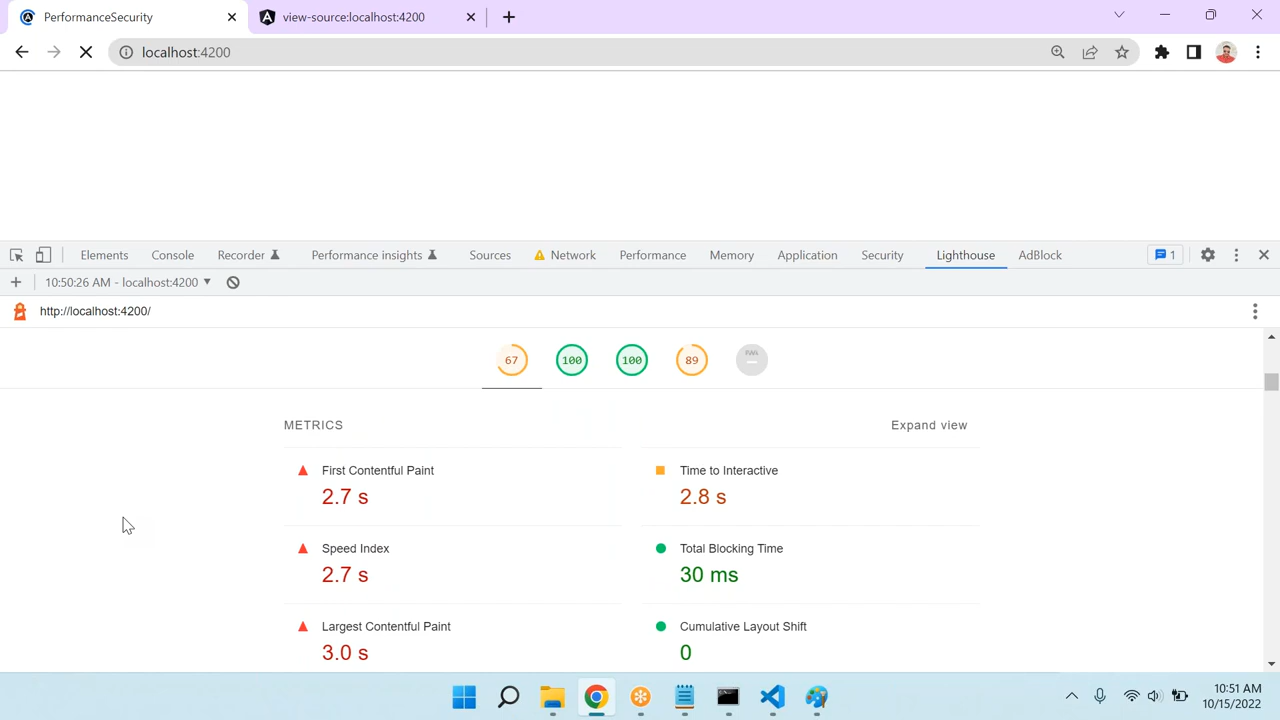 PerformanceSecurity
view-source:localhost:4200
localhost:4200
Elements Console Recorder Performance insights Sources Network Performance Memory Application Security Lighthouse AdBlock 1
10:50:26 AM - localhost:4200
http://localhost:4200/
67 100 100 89 PWA
METRICS Expand view
First Contentful Paint
2.7 s
Time to Interactive
2.8 s
Speed Index
2.7 s
Total Blocking Time
30 ms
Largest Contentful Paint
3.0 s
Cumulative Layout Shift
0
10:51 AM
10/15/2022